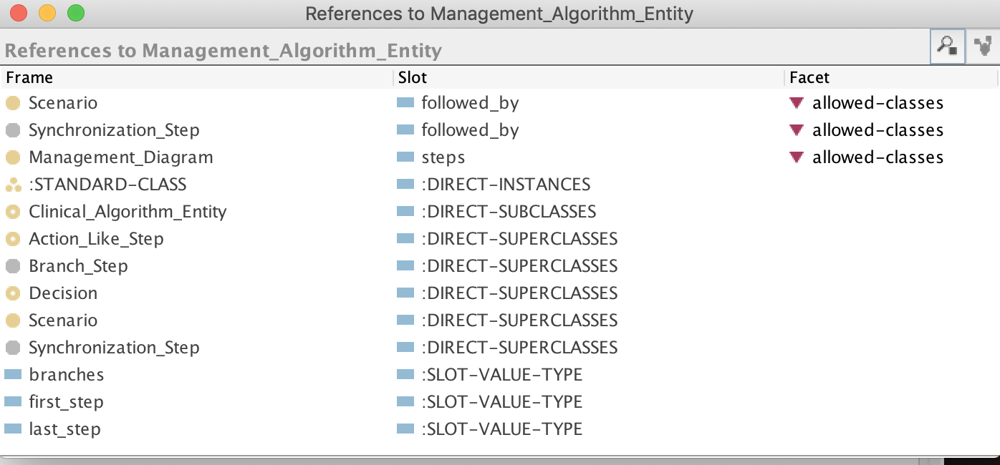 References to Management_Algorithm_Entity
References to Management_Algorithm_Entity
Frame Slot Facet
Scenario followed_by allowed-classes
Synchronization_Step followed_by allowed-classes
Management_Diagram steps allowed-classes
:STANDARD-CLASS :DIRECT-INSTANCES
Clinical_Algorithm_Entity :DIRECT-SUBCLASSES
Action_Like_Step :DIRECT-SUPERCLASSES
Branch_Step :DIRECT-SUPERCLASSES
Decision :DIRECT-SUPERCLASSES
Scenario :DIRECT-SUPERCLASSES
Synchronization_Step :DIRECT-SUPERCLASSES
branches :SLOT-VALUE-TYPE
first_step :SLOT-VALUE-TYPE
last_step :SLOT-VALUE-TYPE